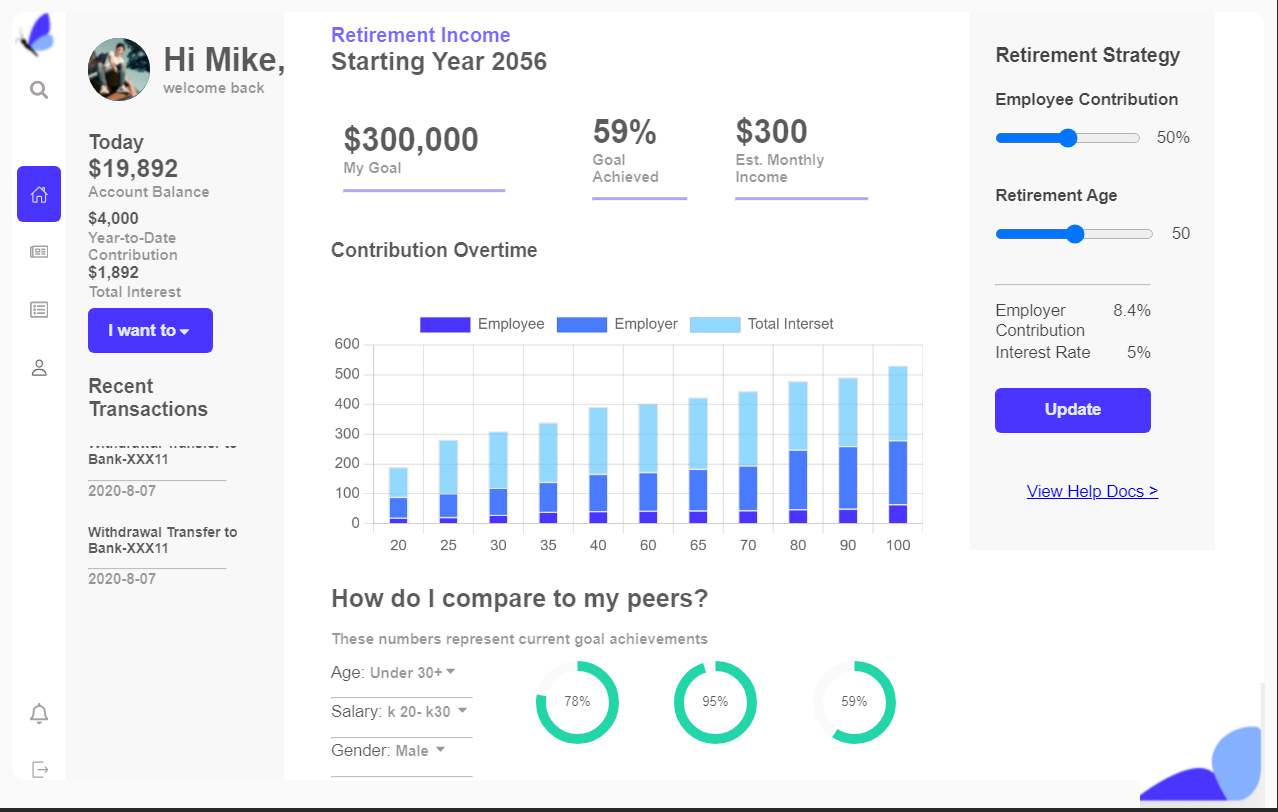 Hi Mike,
welcome back
Today
$19,892
Account Balance
$4,000
Year-to-Date
Contribution
$1,892
Total Interest
I want to
Recent
Transactions
Withdrawal Transfer to
Bank-XXX11
2020-8-07
Withdrawal Transfer to
Bank-XXX11
2020-8-07
Retirement Income
Starting Year 2056
$300,000
My Goal
59%
Goal
Achieved
$300
Est. Monthly
Income
Contribution Overtime
Employee Employer Total Interset
600
500
400
300
200
100
0
20 25 30 35 40 60 65 70 80 90 100
How do I compare to my peers?
These numbers represent current goal achievements
Age: Under 30+
Salary: k 20- k30
Gender: Male
78% 95% 59%
Retirement Strategy
Employee Contribution
50%
Retirement Age
50
Employer 8.4%
Contribution
Interest Rate 5%
Update
View Help Docs >